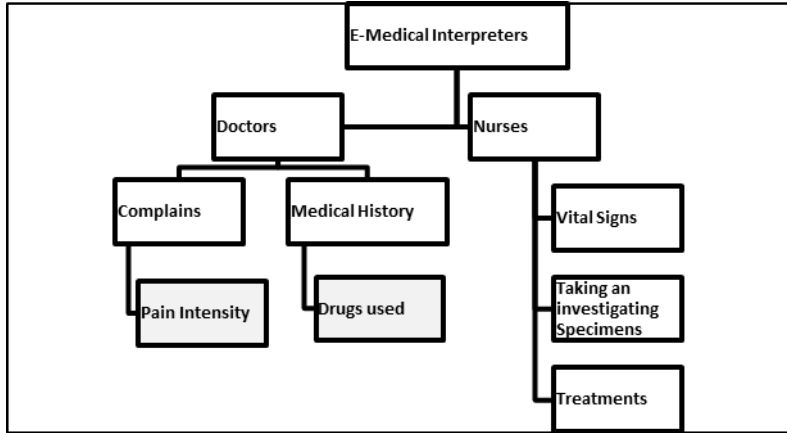 E-Medical Interpreters
Doctors
Nurses
Complains
Medical History
Vital Signs
Pain Intensity
Drugs used
Taking an
investigating
Specimens
Treatments